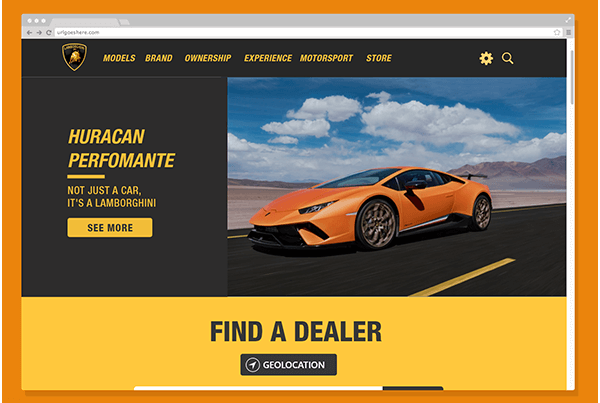 urlgoeshere.com
LAMBORGHINI
MODELS BRAND OWNERSHIP EXPERIENCE MOTORSPORT STORE
HURACAN
PERFOMANTE
NOT JUST A CAR,
IT'S A LAMBORGHINI
SEE MORE
FIND A DEALER
GEOLOCATION